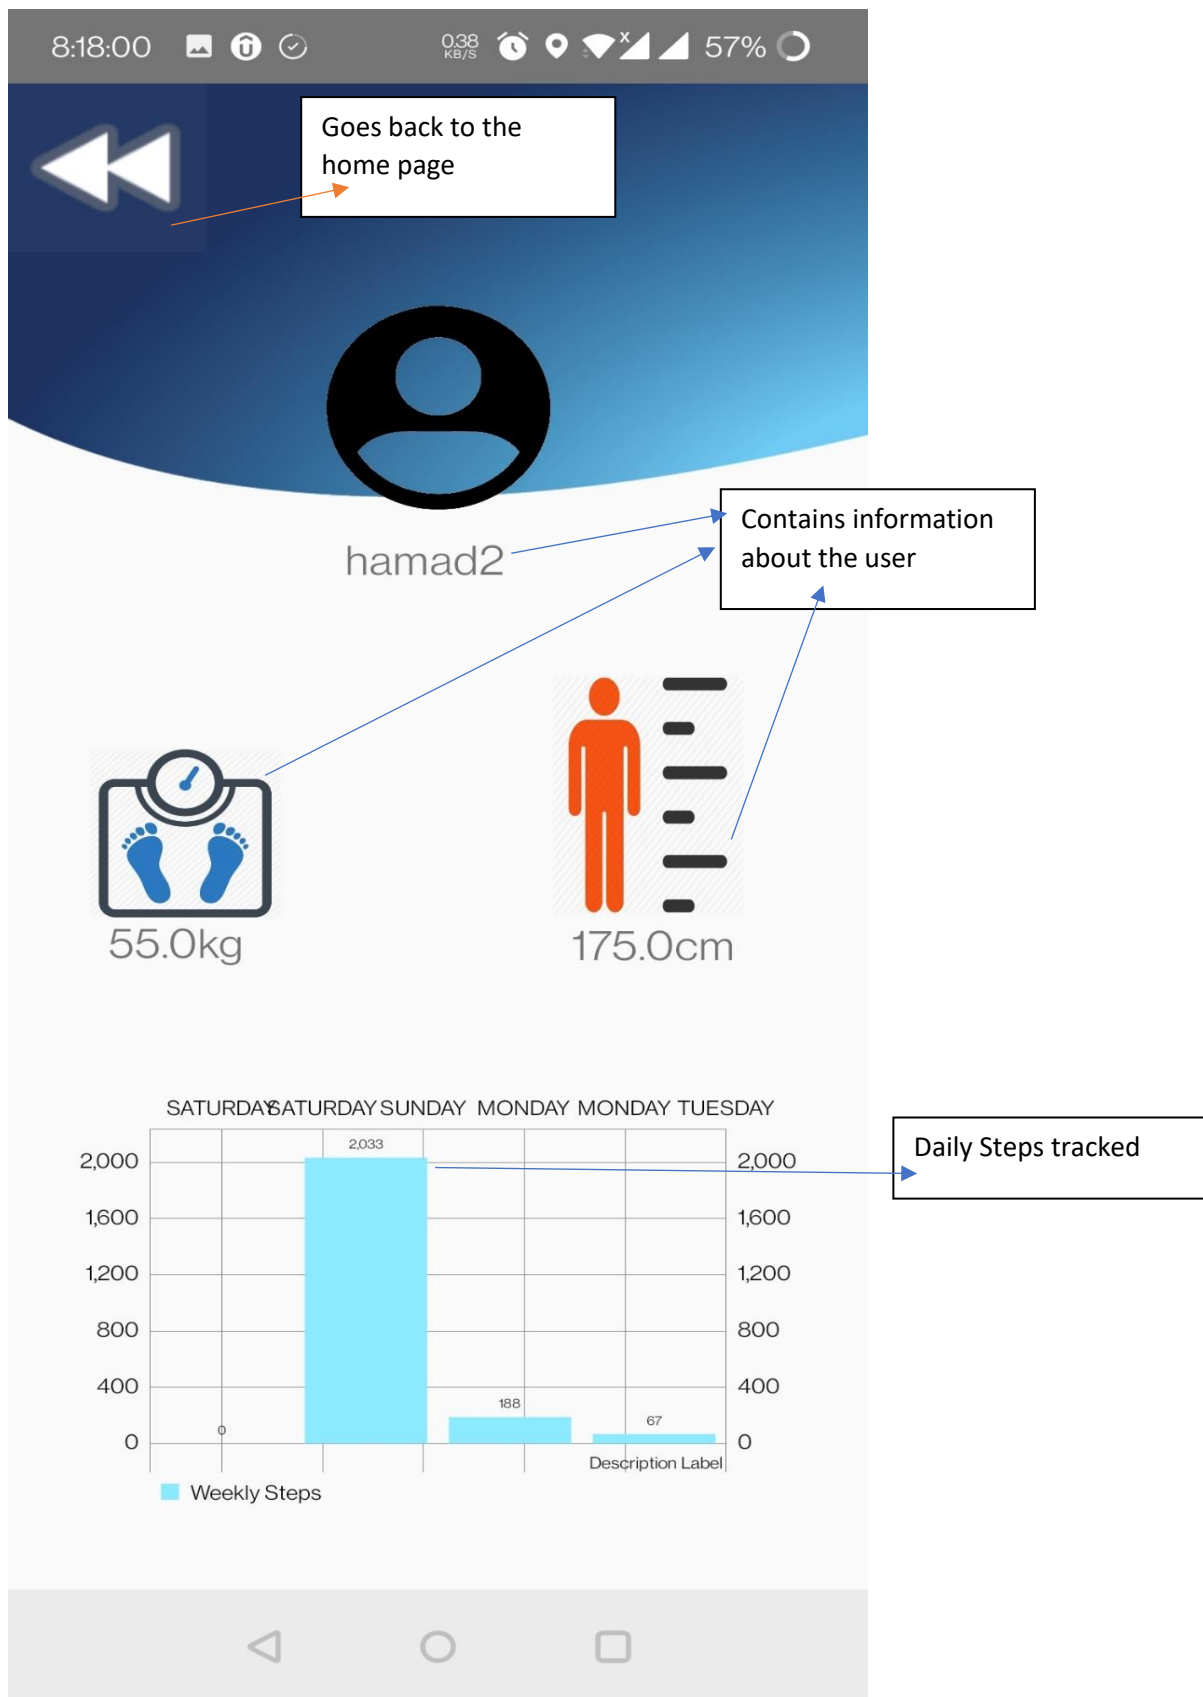 8:18:00 0.38 KB/S X 57%
Goes back to the
home page
Contains information
about the user
hamad2
55.0kg 175.0cm
SATURDAY SATURDAY SUNDAY MONDAY MONDAY TUESDAY
2,033
2,000 2,000
Daily Steps tracked
1,600 1,600
1,200 1,200
800 800
400 400
188
67
0
0 0
Description Label
Weekly Steps